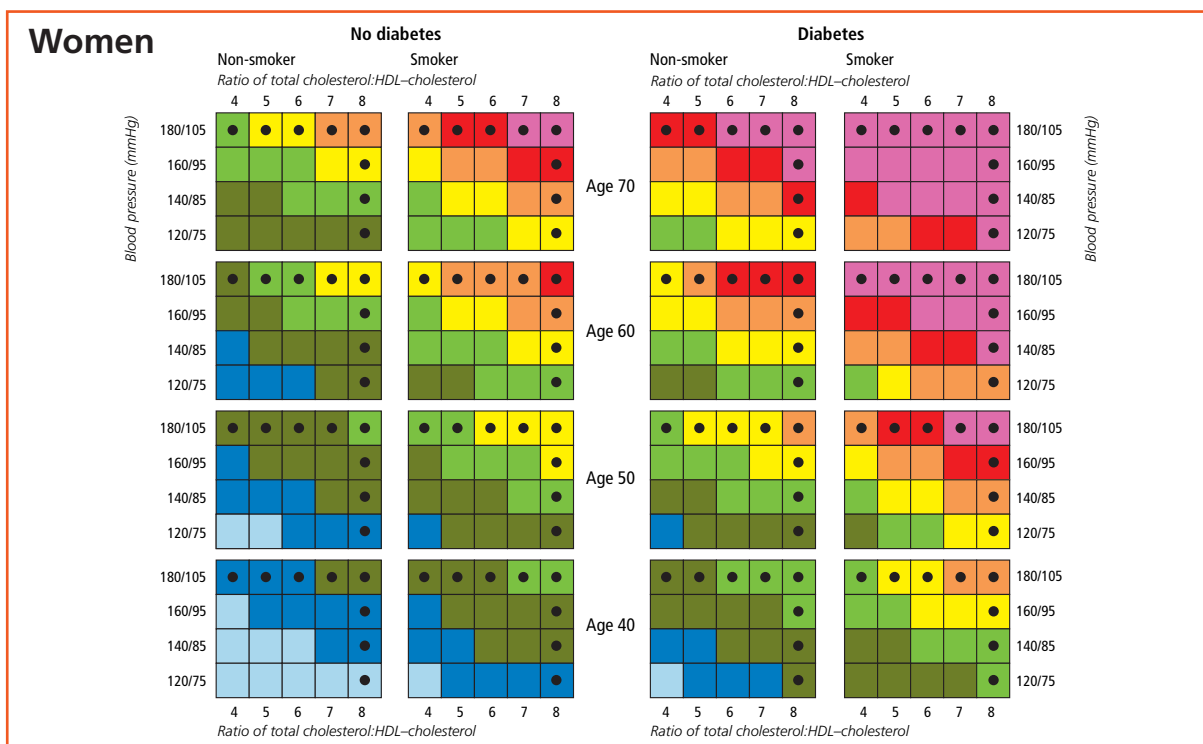 Women
No diabetes Diabetes
Non-smoker Smoker Non-smoker Smoker
Ratio of total cholesterol:HDL–cholesterol Ratio of total cholesterol:HDL–cholesterol
4 5 6 7 8 4 5 6 7 8 4 5 6 7 8 4 5 6 7 8
Blood pressure (mmHg) Blood pressure (mmHg)
180/105 180/105
160/95 160/95
Age 70
140/85 140/85
120/75 120/75
180/105 180/105
160/95 160/95
Age 60
140/85 140/85
120/75 120/75
180/105 180/105
160/95 160/95
Age 50
140/85 140/85
120/75 120/75
180/105 180/105
160/95 160/95
Age 40
140/85 140/85
120/75 120/75
4 5 6 7 8 4 5 6 7 8 4 5 6 7 8 4 5 6 7 8
Ratio of total cholesterol:HDL–cholesterol Ratio of total cholesterol:HDL–cholesterol